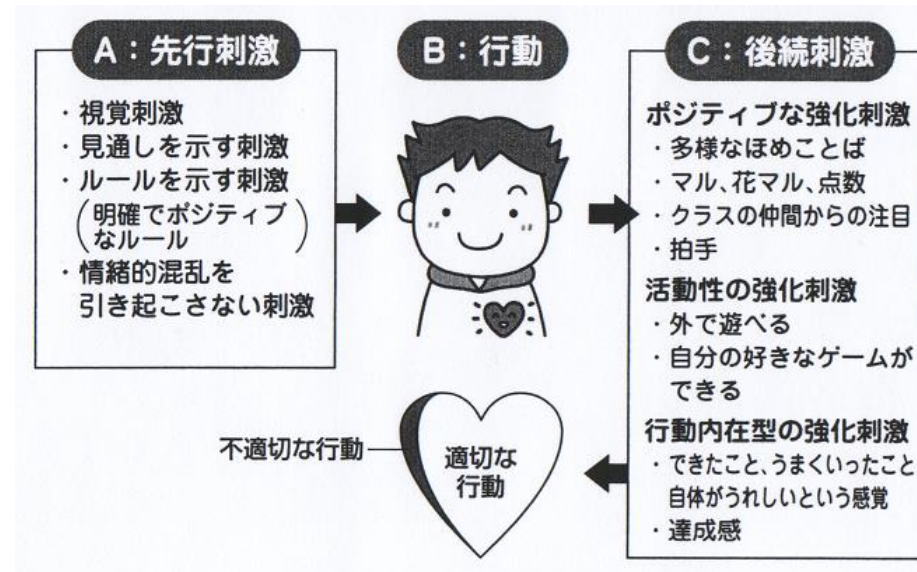 A：先行刺激
・視覚刺激
・見通しを示す刺激
・ルールを示す刺激
（明確でポジティブ
なルール）
・情緒的混乱を
引き起こさない刺激
B：行動
C：後続刺激
ポジティブな強化刺激
・多様なほめことば
・マル、花マル、点数
・クラスの仲間からの注目
・拍手
活動性の強化刺激
・外で遊べる
・自分の好きなゲームが
できる
行動内在型の強化刺激
・できたこと、うまくいったこと
自体がうれしいという感覚
・達成感
不適切な行動
適切な
行動